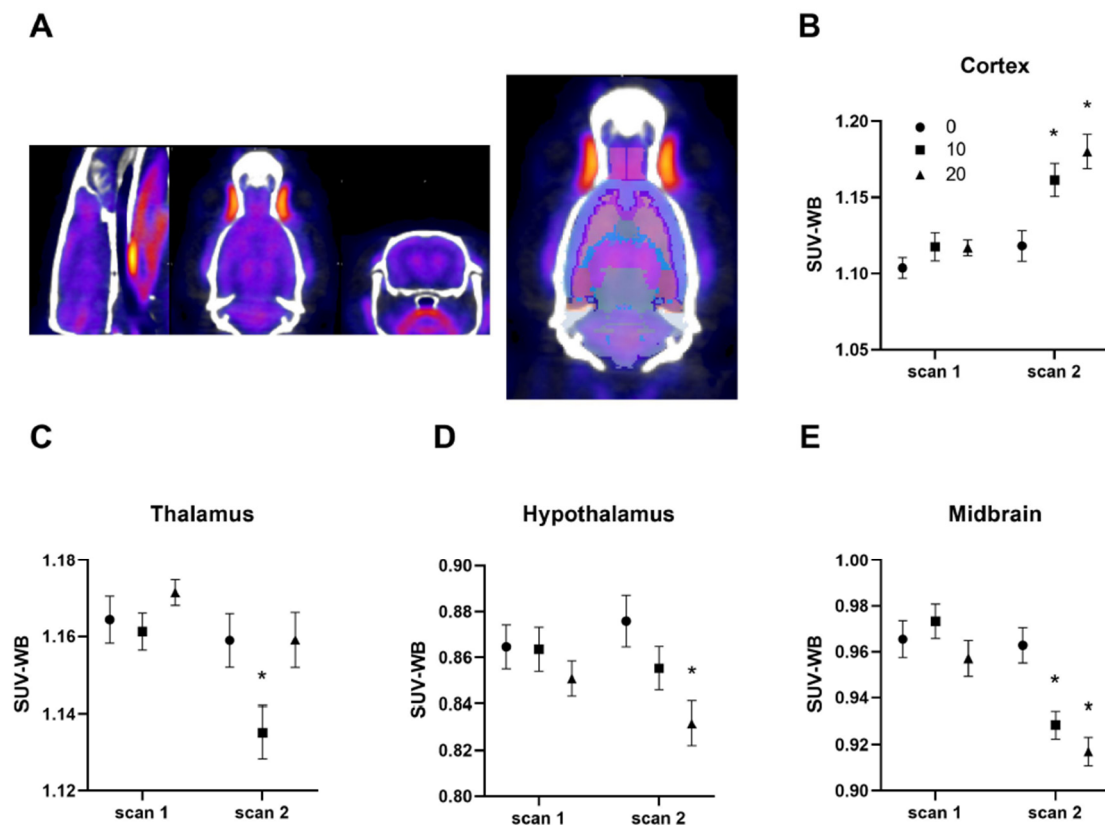 A
B
Cortex
SUV-WB
1.20
1.15
1.10
1.05
0
10
20
*
*
scan 1
scan 2
C
Thalamus
SUV-WB
1.18
1.16
1.14
1.12
*
scan 1
scan 2
D
Hypothalamus
SUV-WB
0.90
0.88
0.86
0.84
0.82
0.80
*
scan 1
scan 2
E
Midbrain
SUV-WB
1.00
0.98
0.96
0.94
0.92
0.90
*
*
scan 1
scan 2